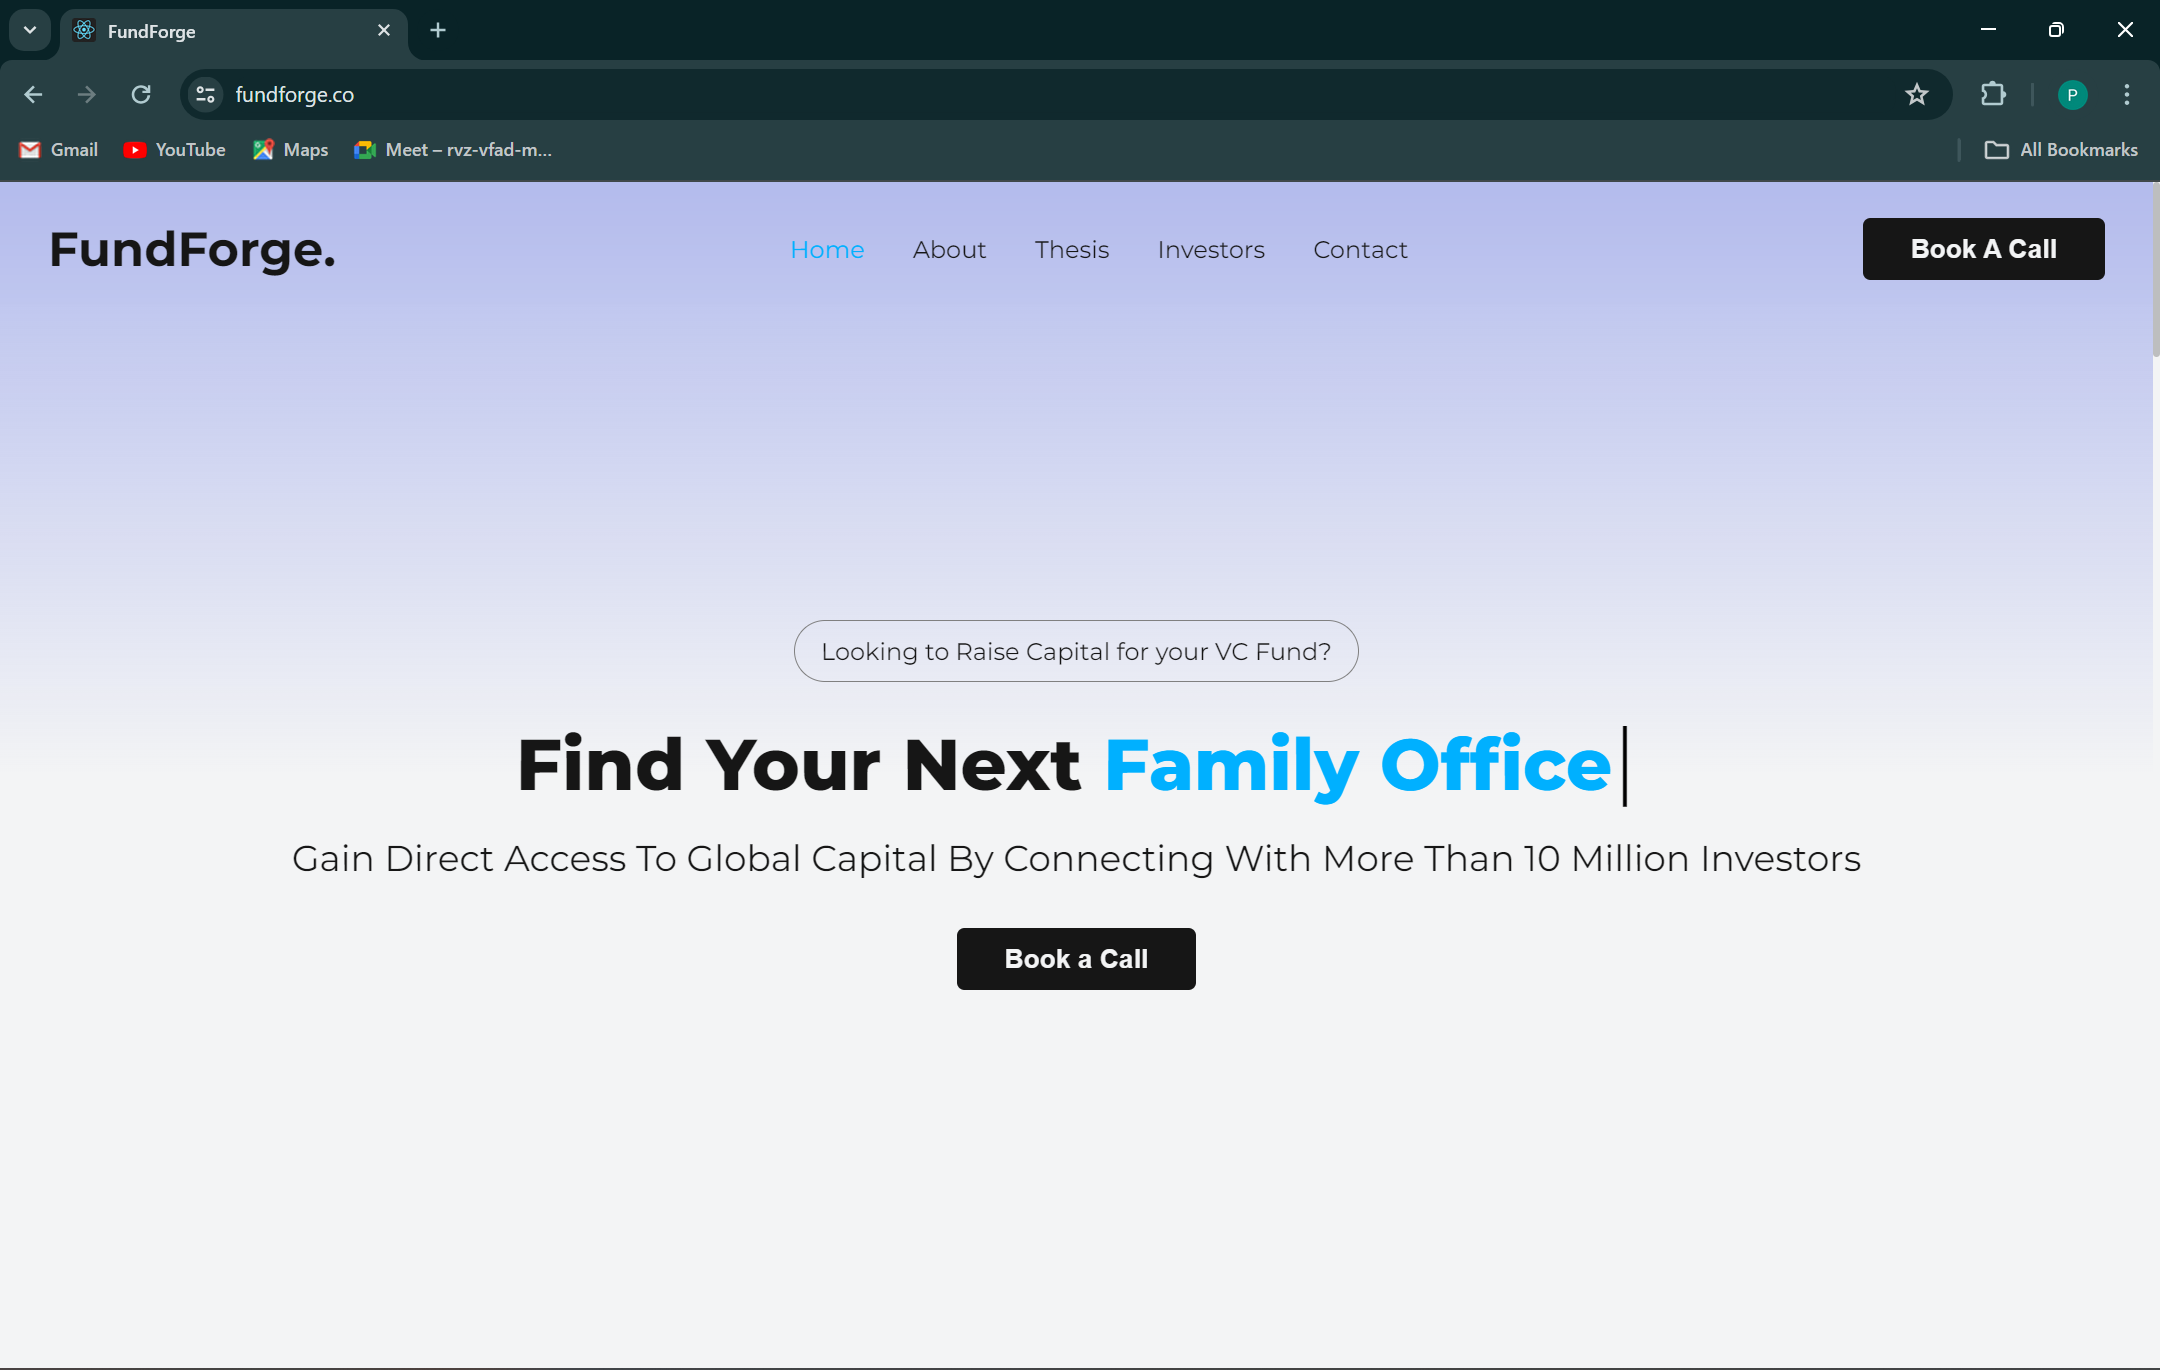 FundForge
fundforge.co
P
Gmail
YouTube
Maps
Meet – rvz-vfad-m...
All Bookmarks
FundForge.
Home
About
Thesis
Investors
Contact
Book A Call
Looking to Raise Capital for your VC Fund?
Find Your Next Family Office
Gain Direct Access To Global Capital By Connecting With More Than 10 Million Investors
Book a Call